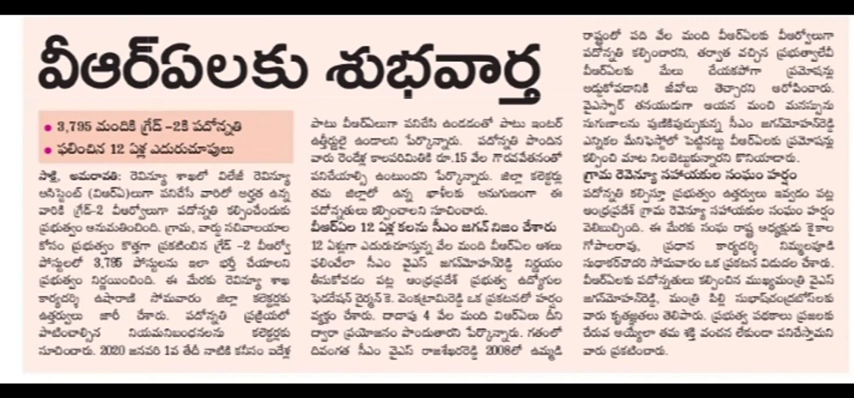 వీఆర్ఏలకు శుభవార్త
• 3,795 మందికి గ్రేడ్ –2కి పదోన్నతి
• ఫలించిన 12 ఏళ్ల ఎదురుచూపులు
సాక్షి, అమరావతి: రెవిన్యూ శాఖలో విలేజ్ రెవిన్యూ
అసిస్టెంట్ (విఆర్ఏ)లుగా పనిచేసే వారిలో అర్హత ఉన్న
వారికి గ్రేడ్-2 వీఆర్వోలుగా పదోన్నతి కల్పించేందుకు
ప్రభుత్వం అనుమతించింది. గ్రామ, వార్డు సచివాలయాల
కోసం ప్రభుత్వం కొత్తగా ప్రకటించిన గ్రేడ్ –2 వీఆర్వో
పోస్టులలో 3,795 పోస్టులను ఇలా భర్తీ చేయాలని
ప్రభుత్వం నిర్ణయించింది. ఈ మేరకు రెవిన్యూ శాఖ
కార్యదర్శి ఉషారాణి సోమవారం జిల్లా కలెక్టర్లకు
ఉత్తర్వులు జారీ చేశారు. పదోన్నతి ప్రక్రియలో
పాటించాల్సిన నియమనిబంధనలను కలెక్టర్లకు
సూచించారు. 2020 జనవరి 1వ తేదీ నాటికి కనీసం ఐదేళ్ల
పాటు వీఆర్ఏలుగా పనిచేసి ఉండడంతో పాటు ఇంటర్
ఉత్తీర్ణులై ఉండాలని పేర్కొన్నారు. పదోన్నతి పొందిన
వారు రెండేళ్ల కాలపరిమితికి రూ.15 వేల గౌరవవేతనంతో
పనిచేయాల్సి ఉంటుందని పేర్కొన్నారు. జిల్లా కలెక్టర్లు
తమ జిల్లాలో ఉన్న ఖాళీలకు అనుగుణంగా ఈ
పదోన్నతులు కల్పించాలని సూచించారు.
వీఆర్ఏల 12 ఏళ్ల కలను సీఎం జగన్ నిజం చేశారు
12 ఏళ్లుగా ఎదురుచూస్తున్న వేల మంది వీఆర్ఏల ఆశలు
ఫలించేలా సీఎం వైఎస్ జగన్‌మోహన్‌రెడ్డి నిర్ణయం
తీసుకోవడం పట్ల ఆంధ్రప్రదేశ్ ప్రభుత్వ ఉద్యోగుల
ఫెడరేషన్ చైర్మన్ కె. వెంకట్రామిరెడ్డి ఒక ప్రకటనలో హర్షం
వ్యక్తం చేశారు. దాదాపు 4 వేల మంది విఆర్ఏలు దీని
ద్వారా ప్రయోజనం పొందుతారని పేర్కొన్నారు. గతంలో
దివంగత సీఎం వైఎస్ రాజశేఖరరెడ్డి 2008లో ఉమ్మడి
రాష్ట్రంలో పది వేల మంది వీఆర్ఏలకు వీఆర్వోలుగా
పదోన్నతి కల్పించారని, తర్వాత వచ్చిన ప్రభుత్వాలేవీ
వీఆర్ఏలకు మేలు చేయకపోగా ప్రమోషన్లు
అడ్డుకోవడానికి జీవోలు తెచ్చారని ఆరోపించారు.
వైఎస్సార్ తనయుడుగా ఆయన మంచి మనస్సును
సుగుణాలను పుణికిపుచ్చుకున్న సీఎం జగన్‌మోహన్‌రెడ్డి
ఎన్నికల మేనిఫెస్టోలో పెట్టినట్టు వీఆర్ఏలకు ప్రమోషన్లు
కల్పించి మాట నిలబెట్టుకున్నారని కొనియాడారు.
గ్రామ రెవెన్యూ సహాయకుల సంఘం హర్షం
పదోన్నతి కల్పిస్తూ ప్రభుత్వం ఉత్తర్వులు ఇవ్వడం పట్ల
ఆంధ్రప్రదేశ్ గ్రామ రెవెన్యూ సహాయకుల సంఘం హర్షం
వెలిబుచ్చింది. ఈ మేరకు సంఘ రాష్ట్ర అధ్యక్షుడు కైకాల
గోపాలరావు, ప్రధాన కార్యదర్శి నిమ్మలపూడి
సుధాకర్‌చౌదరి సోమవారం ఒక ప్రకటన విడుదల చేశారు.
వీఆర్ఏలకు పదోన్నతులు కల్పించిన ముఖ్యమంత్రి వైఎస్
జగన్‌మోహన్‌రెడ్డి, మంత్రి పిల్లి సుభాష్‌చంద్రబోస్‌లకు
వారు కృతజ్ఞతలు తెలిపారు. ప్రభుత్వ పథకాలు ప్రజలకు
చేరువ అయ్యేలా తమ శక్తి వంచన లేకుండా పనిచేస్తామని
వారు ప్రకటించారు.